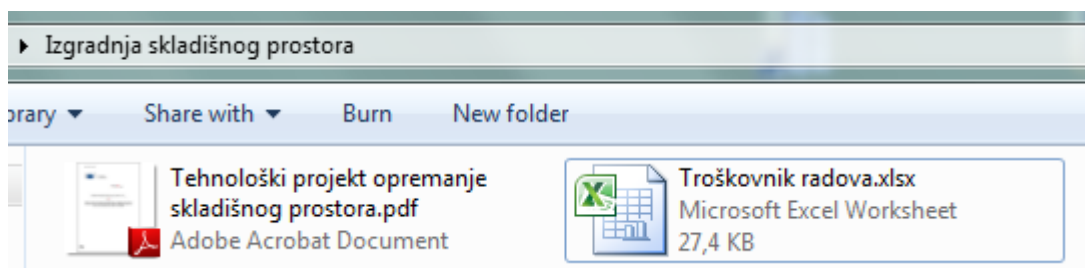 Izgradnja skladišnog prostora
Share with
Burn
New folder
Tehnološki projekt opremanje
skladišnog prostora.pdf
Adobe Acrobat Document
Troškovnik radova.xlsx
Microsoft Excel Worksheet
27,4 KB